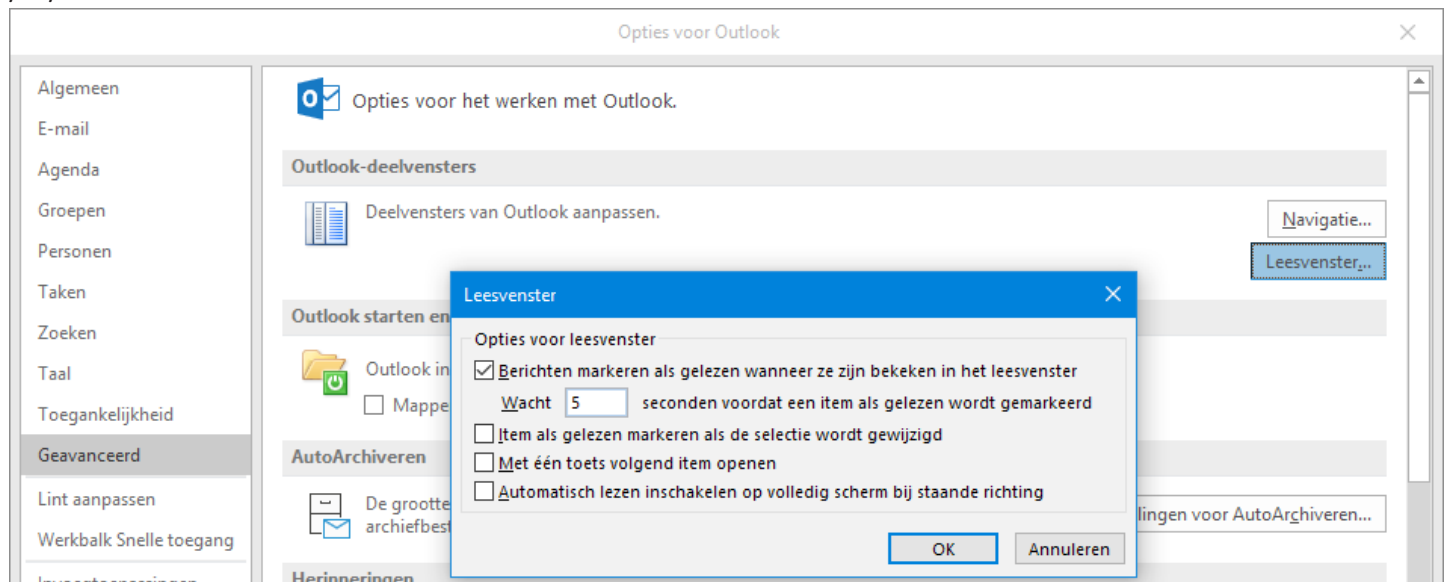 Opties voor Outlook
Algemeen
E-mail
Agenda
Groepen
Personen
Taken
Zoeken
Taal
Toegankelijkheid
Geavanceerd
Lint aanpassen
Werkbalk Snelle toegang
Opties voor het werken met Outlook.
Outlook-deelvensters
Deelvensters van Outlook aanpassen.
Navigatie...
Leesvenster...
Outlook starten en
Outlook in
Mappe
AutoArchiveren
De grootte
archiefbest
lingen voor AutoArchiveren...
Herinneringen
Leesvenster
Opties voor leesvenster
Berichten markeren als gelezen wanneer ze zijn bekeken in het leesvenster
Wacht 5 seconden voordat een item als gelezen wordt gemarkeerd
Item als gelezen markeren als de selectie wordt gewijzigd
Met één toets volgend item openen
Automatisch lezen inschakelen op volledig scherm bij staande richting
OK
Annuleren